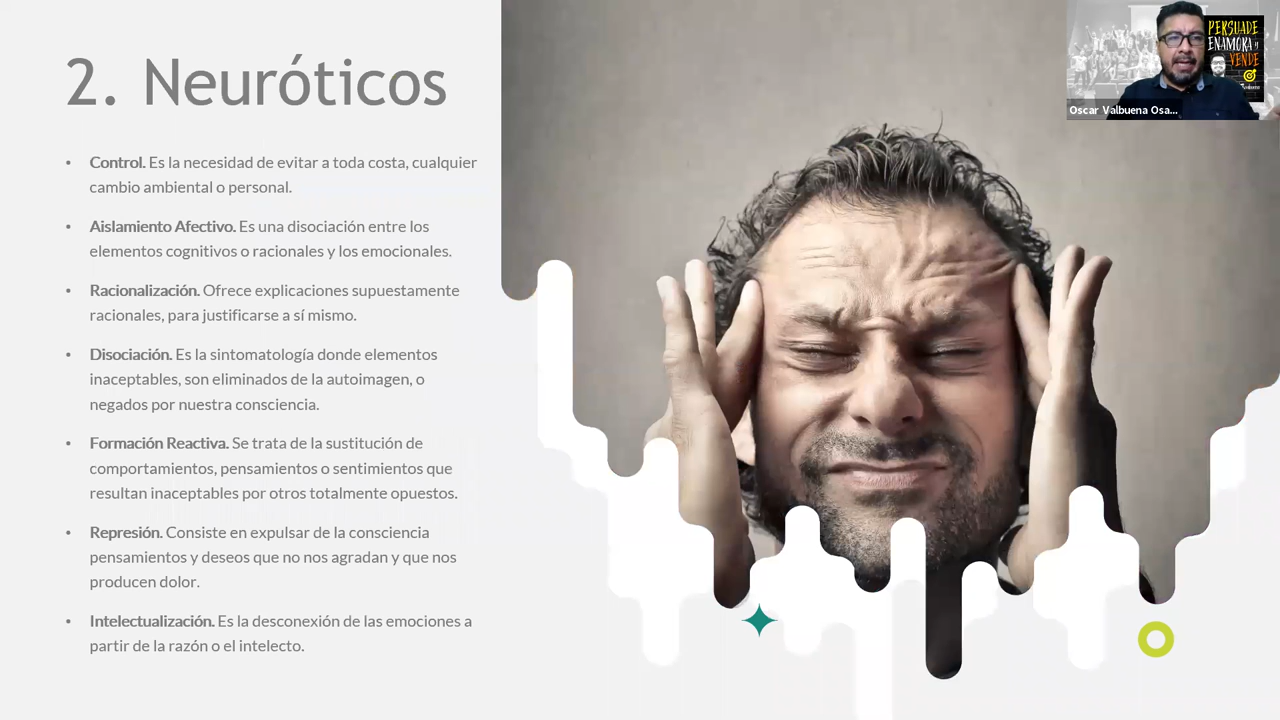 2. Neuróticos
• Control. Es la necesidad de evitar a toda costa, cualquier
cambio ambiental o personal.
• Aislamiento Afectivo. Es una disociación entre los
elementos cognitivos o racionales y los emocionales.
• Racionalización. Ofrece explicaciones supuestamente
racionales, para justificarse a sí mismo.
• Disociación. Es la sintomatología donde elementos
inaceptables, son eliminados de la autoimagen, o
negados por nuestra consciencia.
• Formación Reactiva. Se trata de la sustitución de
comportamientos, pensamientos o sentimientos que
resultan inaceptables por otros totalmente opuestos.
• Represión. Consiste en expulsar de la consciencia
pensamientos y deseos que no nos agradan y que nos
producen dolor.
• Intelectualización. Es la desconexión de las emociones a
partir de la razón o el intelecto.
PERSUADE
ENAMORA y
VENDE
Oscar Valbuena Osa...